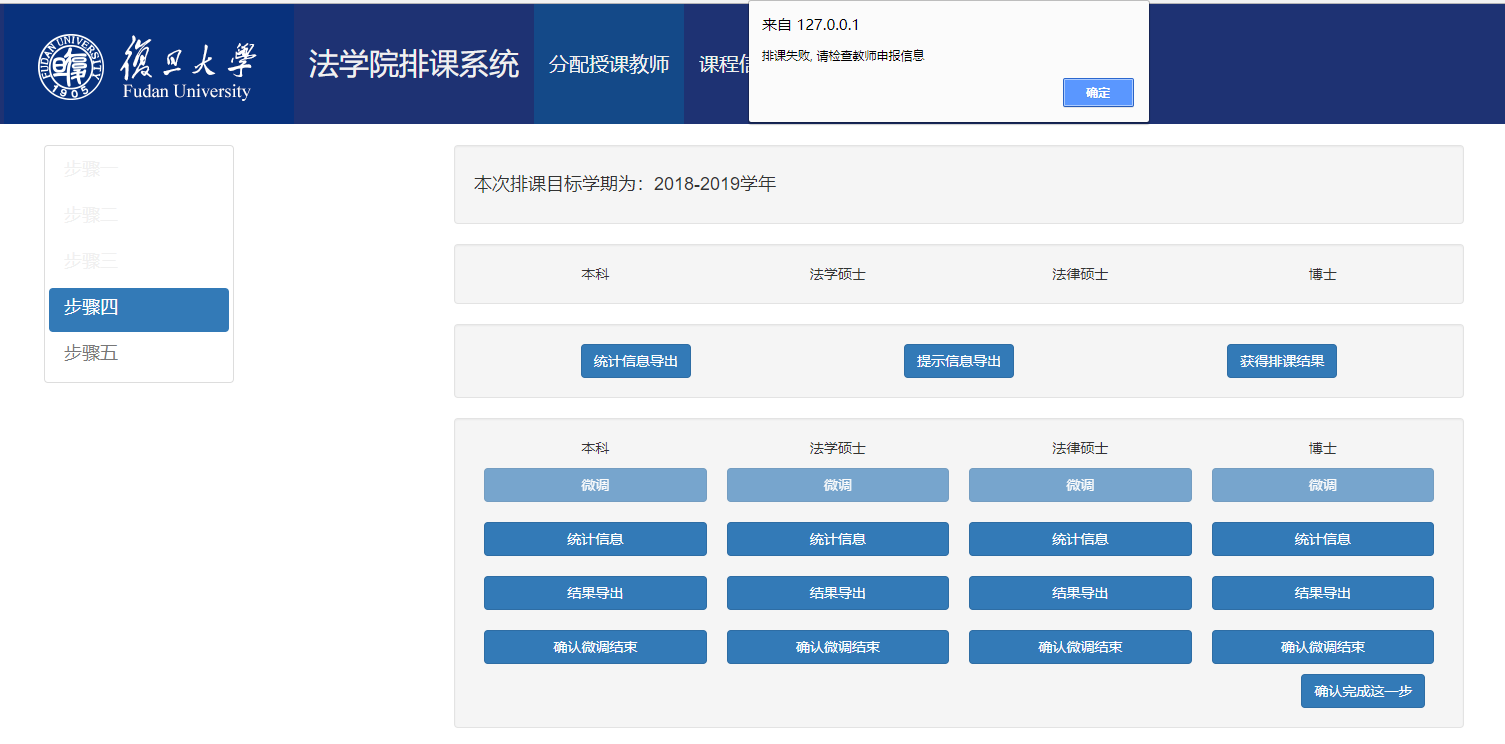 来自 127.0.0.1
排课失败, 请检查教师申报信息
确定
FUDAN UNIVERSITY
1905
復旦大學
Fudan University
法学院排课系统
分配授课教师
课程信
步骤一
步骤二
步骤三
步骤四
步骤五
本次排课目标学期为：2018-2019学年
本科 法学硕士 法律硕士 博士
统计信息导出 提示信息导出 获得排课结果
本科 法学硕士 法律硕士 博士
微调 微调 微调 微调
统计信息 统计信息 统计信息 统计信息
结果导出 结果导出 结果导出 结果导出
确认微调结束 确认微调结束 确认微调结束 确认微调结束
确认完成这一步